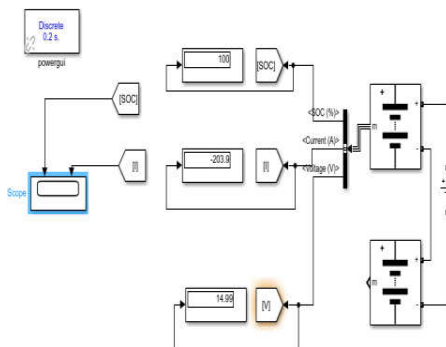 Discrete
0.2 s.
powergui
[SOC]
[I]
Scope
100
[SOC]
<SOC (%)>
<Current (A)>
-203.9
[I]
<Voltage (V)>
14.99
[V]
+
m
-
+
m
-
+